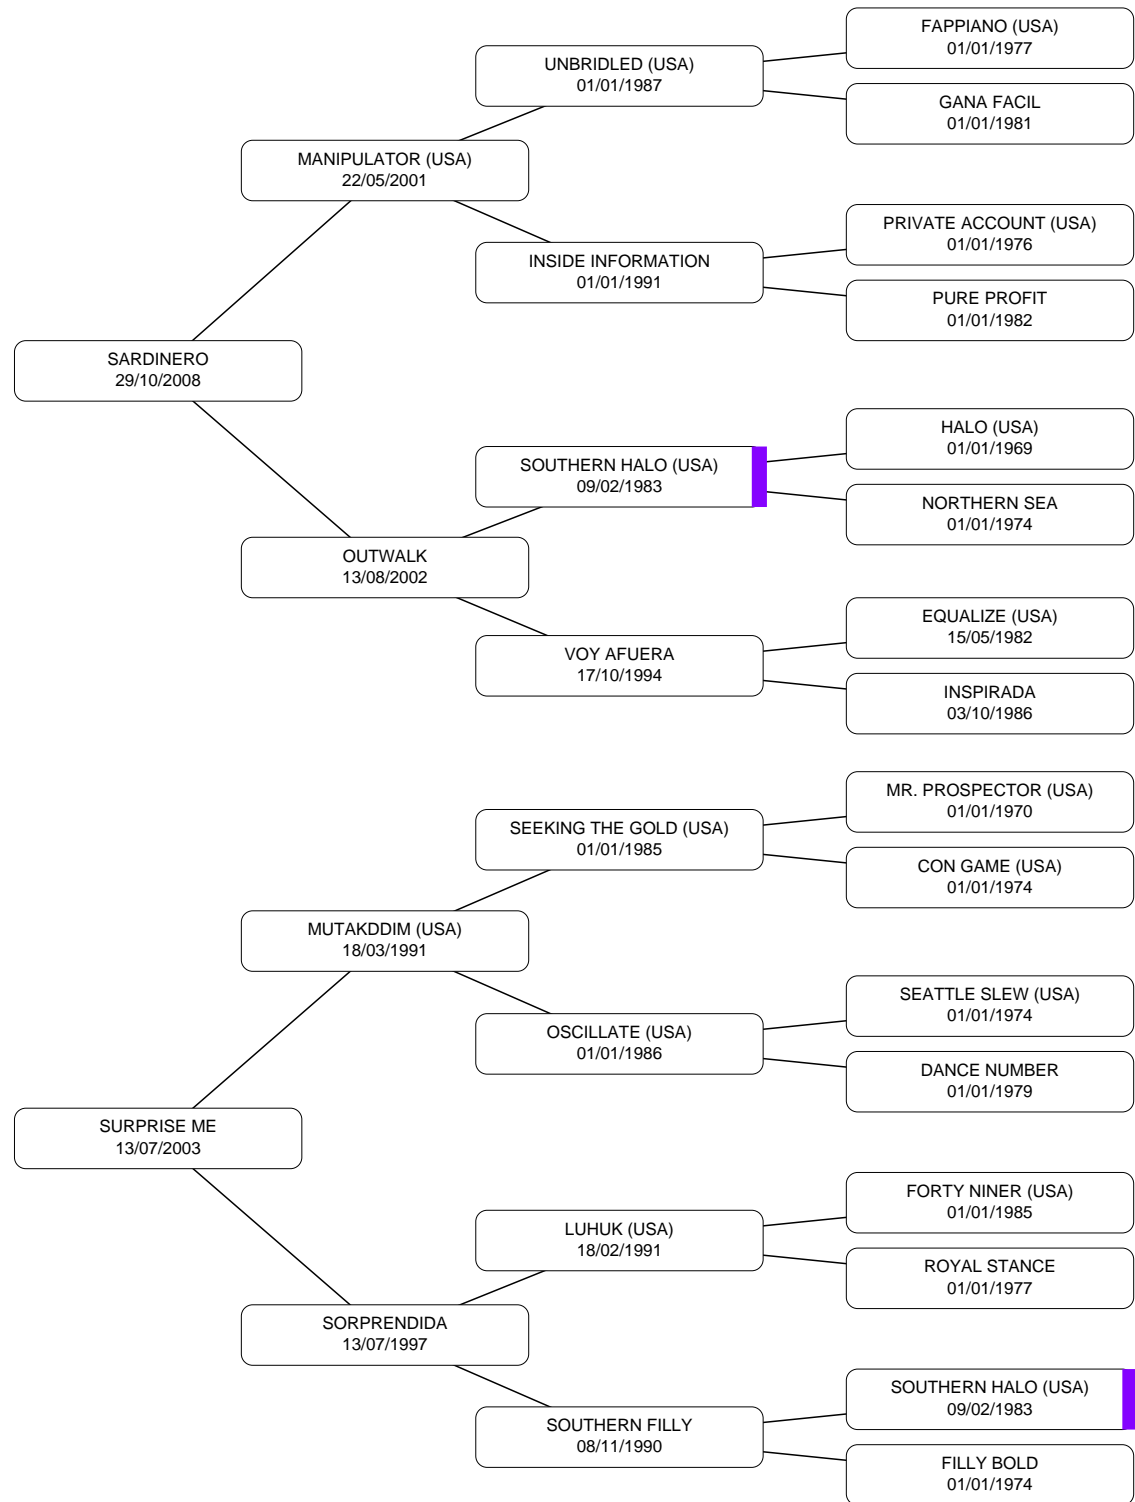 FAPPIANO (USA)
01/01/1977
UNBRIDLED (USA)
01/01/1987
GANA FACIL
01/01/1981
MANIPULATOR (USA)
22/05/2001
PRIVATE ACCOUNT (USA)
01/01/1976
INSIDE INFORMATION
01/01/1991
PURE PROFIT
01/01/1982
SARDINERO
29/10/2008
HALO (USA)
01/01/1969
SOUTHERN HALO (USA)
09/02/1983
NORTHERN SEA
01/01/1974
OUTWALK
13/08/2002
EQUALIZE (USA)
15/05/1982
VOY AFUERA
17/10/1994
INSPIRADA
03/10/1986
MR. PROSPECTOR (USA)
01/01/1970
SEEKING THE GOLD (USA)
01/01/1985
CON GAME (USA)
01/01/1974
MUTAKDDIM (USA)
18/03/1991
SEATTLE SLEW (USA)
01/01/1974
OSCILLATE (USA)
01/01/1986
DANCE NUMBER
01/01/1979
SURPRISE ME
13/07/2003
FORTY NINER (USA)
01/01/1985
LUHUK (USA)
18/02/1991
ROYAL STANCE
01/01/1977
SORPRENDIDA
13/07/1997
SOUTHERN HALO (USA)
09/02/1983
SOUTHERN FILLY
08/11/1990
FILLY BOLD
01/01/1974